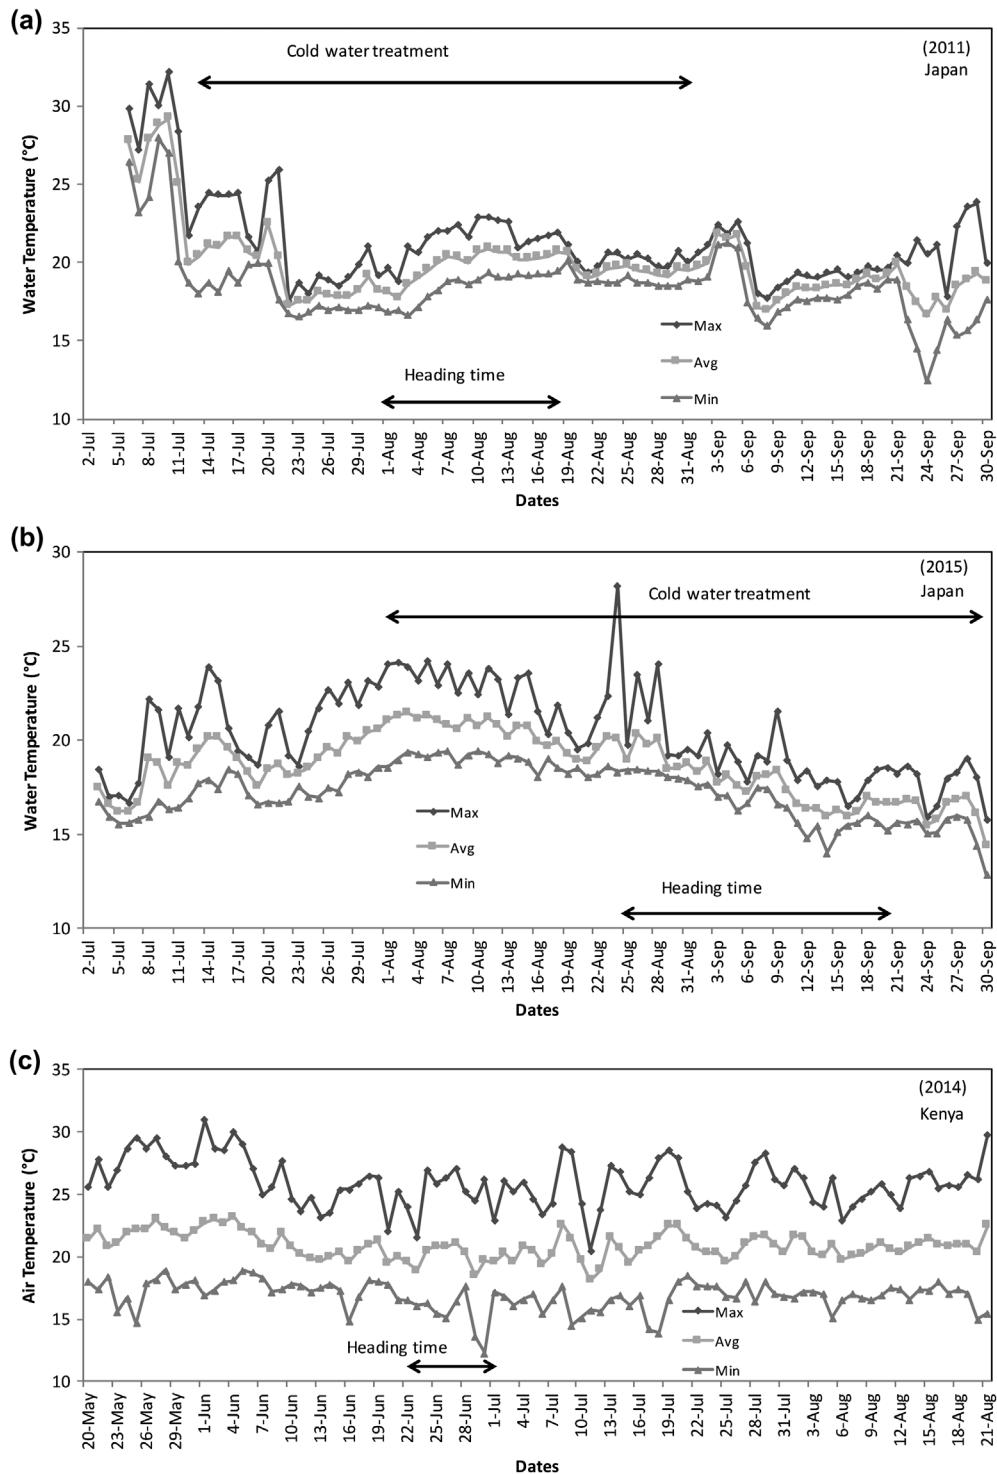 (a)
35
30
25
20
15
10
Water Temperature (°C)
Cold water treatment
(2011)
Japan
Max
Avg
Min
Heading time
2-Jul
5-Jul
8-Jul
11-Jul
14-Jul
17-Jul
20-Jul
23-Jul
26-Jul
29-Jul
1-Aug
4-Aug
7-Aug
10-Aug
13-Aug
16-Aug
19-Aug
22-Aug
25-Aug
28-Aug
31-Aug
3-Sep
6-Sep
9-Sep
12-Sep
15-Sep
18-Sep
21-Sep
24-Sep
27-Sep
30-Sep
Dates
(b)
30
25
20
15
10
Water Temperature (°C)
(2015)
Japan
Cold water treatment
Max
Avg
Min
Heading time
2-Jul
5-Jul
8-Jul
11-Jul
14-Jul
17-Jul
20-Jul
23-Jul
26-Jul
29-Jul
1-Aug
4-Aug
7-Aug
10-Aug
13-Aug
16-Aug
19-Aug
22-Aug
25-Aug
28-Aug
31-Aug
3-Sep
6-Sep
9-Sep
12-Sep
15-Sep
18-Sep
21-Sep
24-Sep
27-Sep
30-Sep
Dates
(c)
35
30
25
20
15
10
Air Temperature (°C)
(2014)
Kenya
Max
Avg
Min
Heading time
20-May
23-May
26-May
29-May
1-Jun
4-Jun
7-Jun
10-Jun
13-Jun
16-Jun
19-Jun
22-Jun
25-Jun
28-Jun
1-Jul
4-Jul
7-Jul
10-Jul
13-Jul
16-Jul
19-Jul
22-Jul
25-Jul
28-Jul
31-Jul
3-Aug
6-Aug
9-Aug
12-Aug
15-Aug
18-Aug
21-Aug
Dates